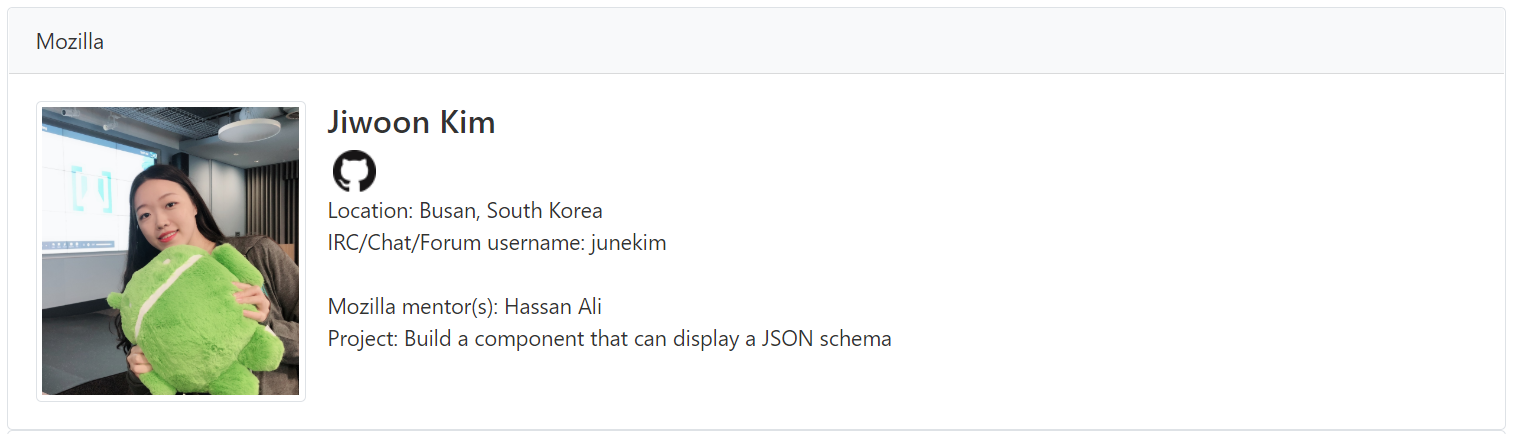 Mozilla
Jiwoon Kim
Location: Busan, South Korea
IRC/Chat/Forum username: junekim
Mozilla mentor(s): Hassan Ali
Project: Build a component that can display a JSON schema